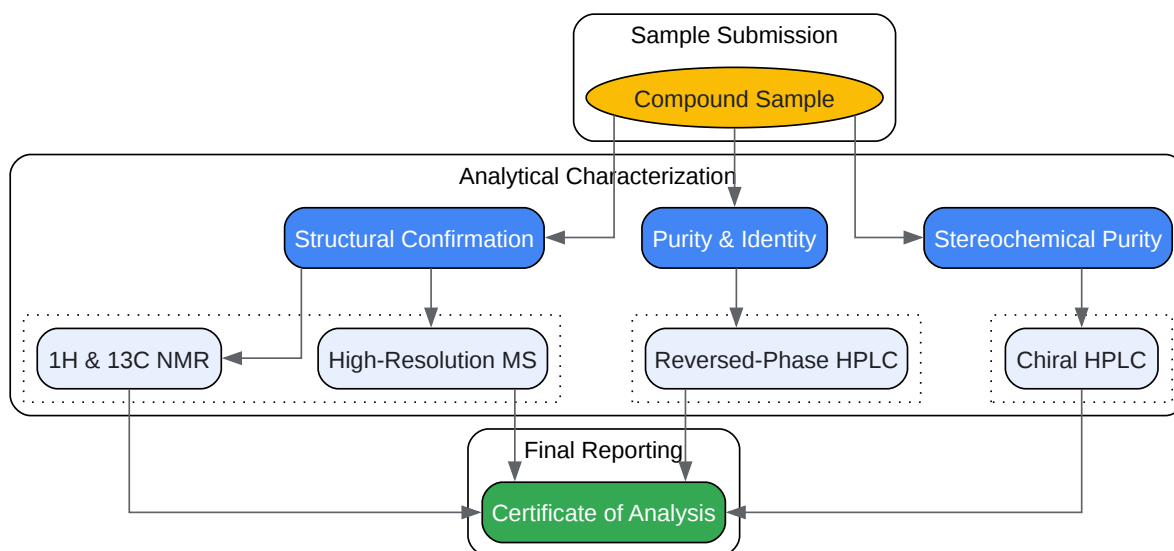 Sample Submission
Compound Sample
Analytical Characterization
Structural Confirmation
Purity & Identity
Stereochemical Purity
1H & 13C NMR
High-Resolution MS
Reversed-Phase HPLC
Chiral HPLC
Final Reporting
Certificate of Analysis